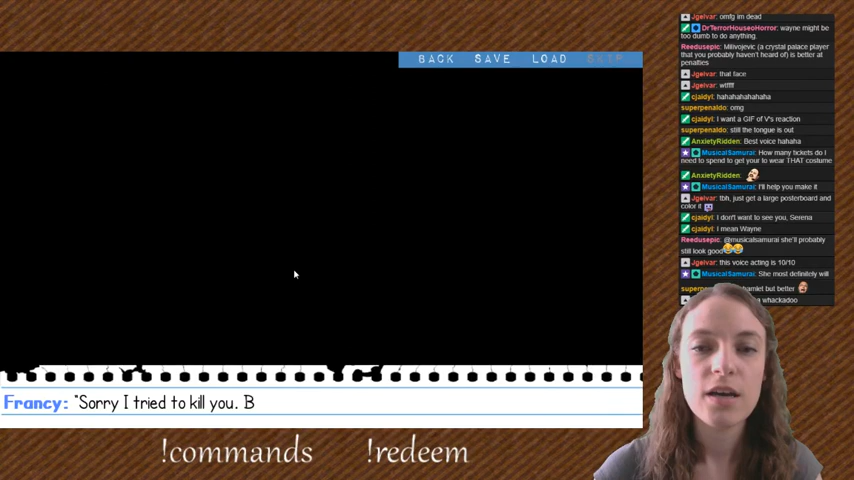 BACK SAVE LOAD SKIP
Francy: "Sorry I tried to kill you. B
!commands !redeem
Jgelvar: omfg im dead
DrTerrorHouseoHorror: wayne might be
too dumb to do anything.
Reedusepic: Milivojevic (a crystal palace player
that you probably haven't heard of) is better at
penalties
Jgelvar: that face
Jgelvar: wtffff
cjaidyl: hahahahahahaha
superpenaldo: omg
cjaidyl: I want a GIF of V's reaction
superpenaldo: still the tongue is out
AnxietyRidden: Best voice hahaha
MusicalSamurai: How many tickets do I
need to spend to get your to wear THAT costume
AnxietyRidden:
MusicalSamurai: I'll help you make it
Jgelvar: tbh, just get a large posterboard and
color it
cjaidyl: I don't want to see you, Serena
cjaidyl: I mean Wayne
Reedusepic: @musicalsamurai she'll probably
still look good
Jgelvar: this voice acting is 10/10
MusicalSamurai: She most definitely will
hamlet but better
a whackadoo